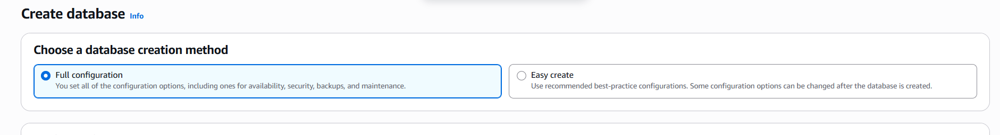 Create database Info
Choose a database creation method
Full configuration
You set all of the configuration options, including ones for availability, security, backups, and maintenance.
Easy create
Use recommended best-practice configurations. Some configuration options can be changed after the database is created.